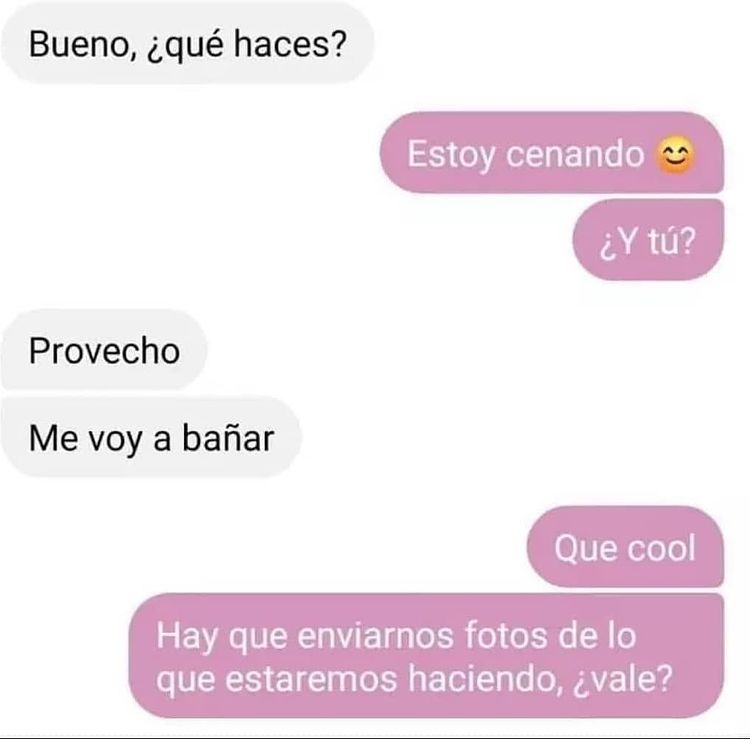 Bueno, ¿qué haces?
Estoy cenando 😊
¿Y tú?
Provecho
Me voy a bañar
Que cool
Hay que enviarnos fotos de lo
que estaremos haciendo, ¿vale?